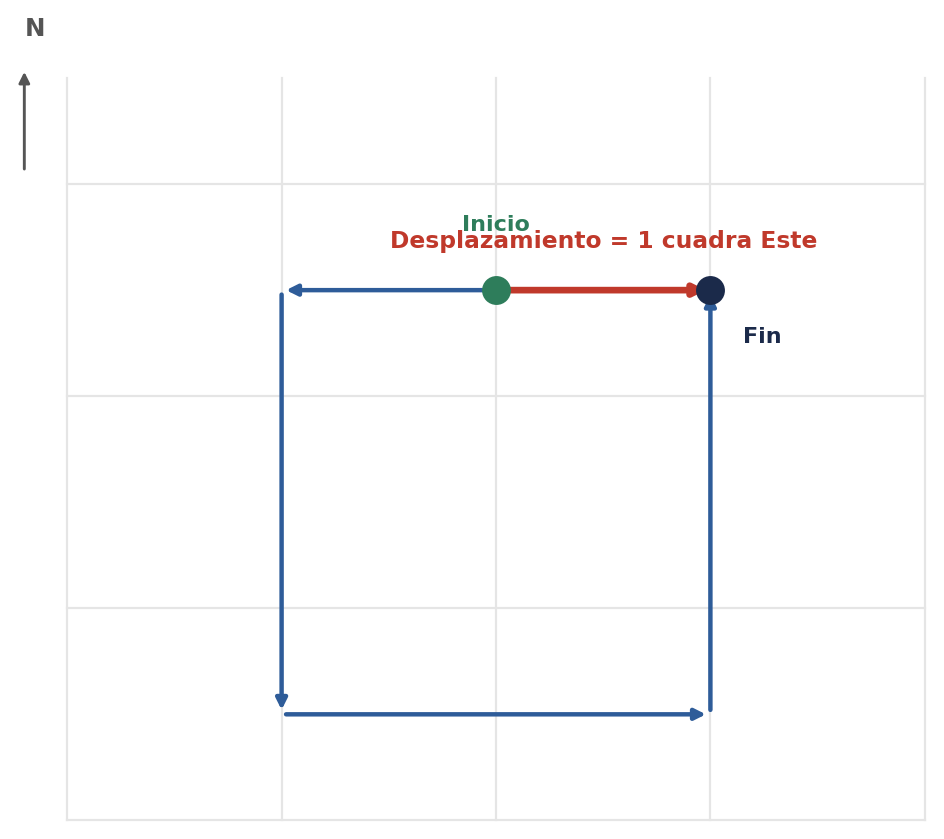 N
Inicio
Desplazamiento = 1 cuadra Este
Fin